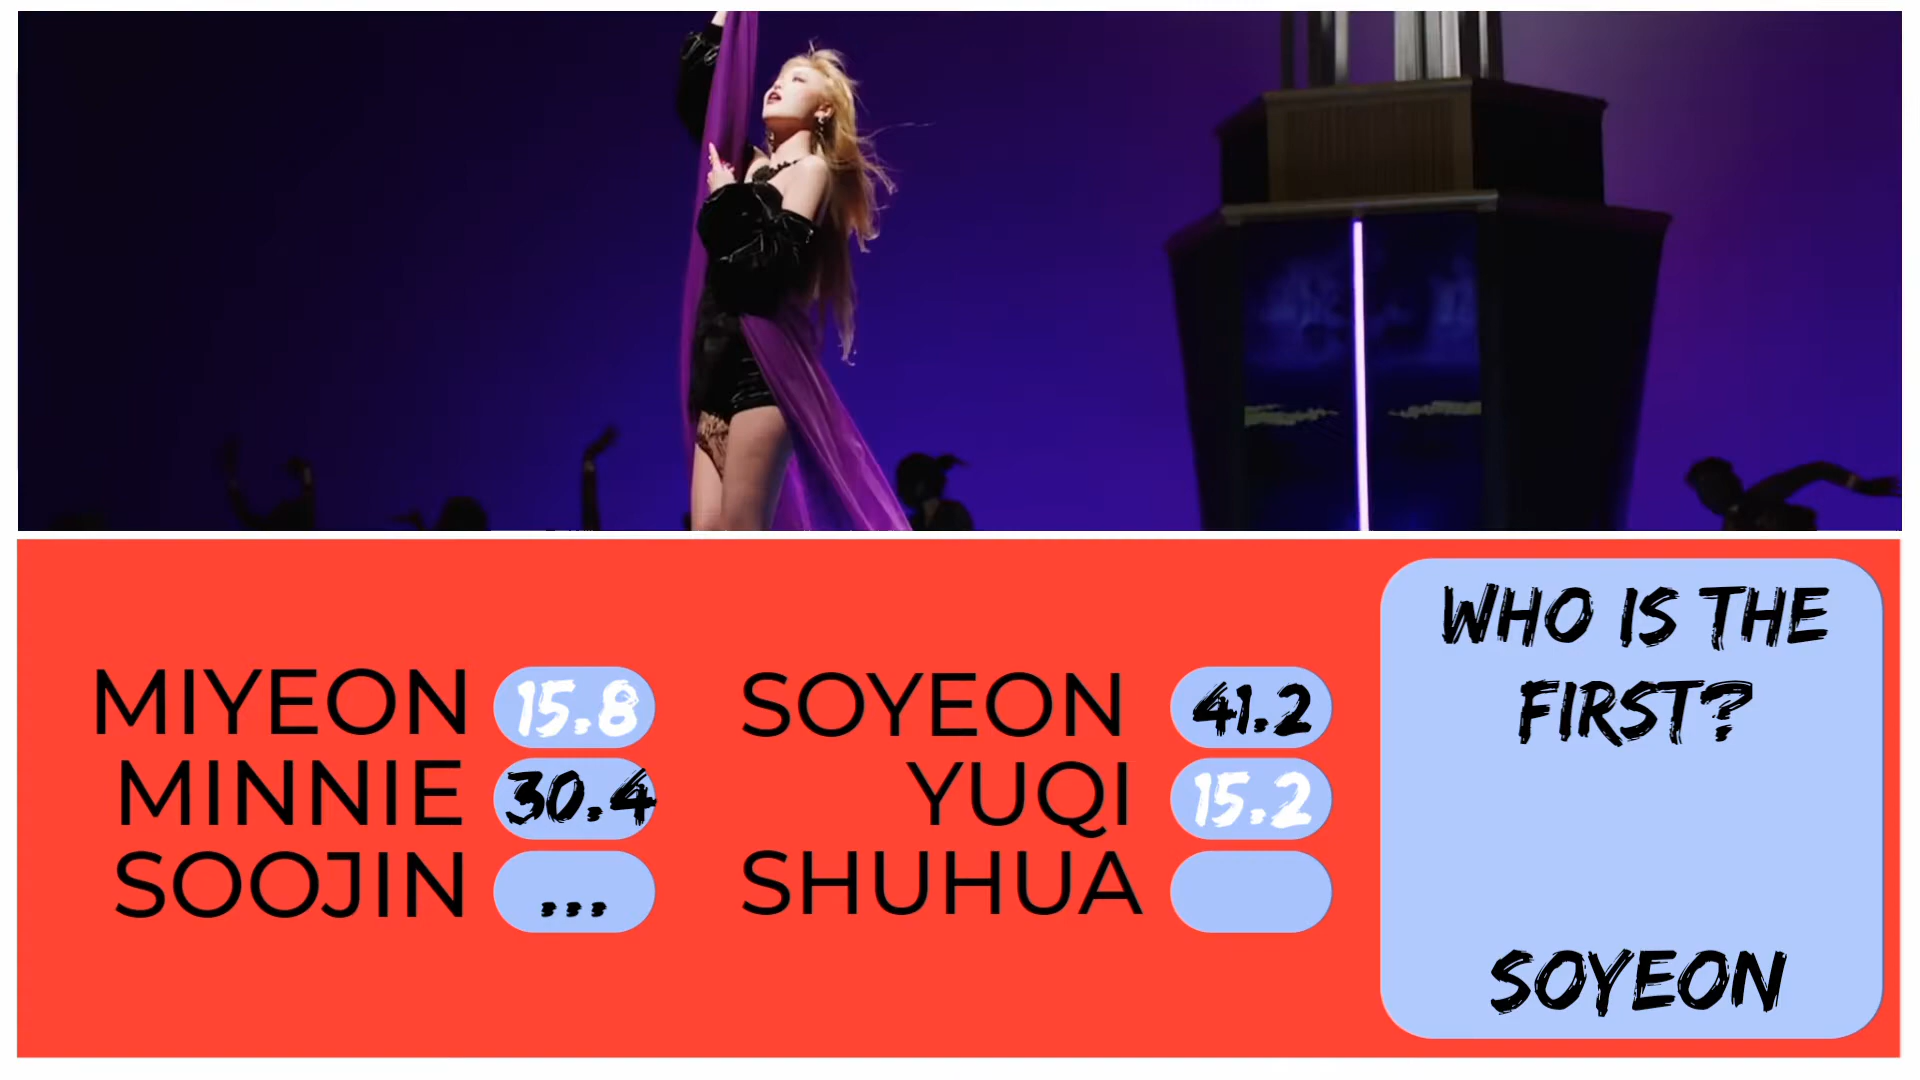 MIYEON 15.8
MINNIE 30.4
SOOJIN ...
SOYEON 41.2
YUQI 15.2
SHUHUA
WHO IS THE
FIRST?
SOYEON